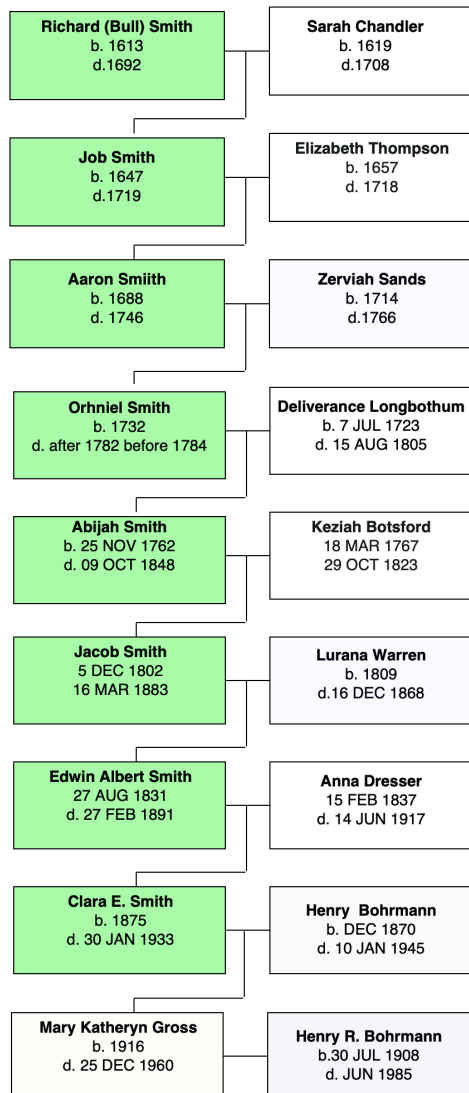 Richard (Bull) Smith
b. 1613
d.1692
Sarah Chandler
b. 1619
d.1708
Job Smith
b. 1647
d.1719
Elizabeth Thompson
b. 1657
d. 1718
Aaron Smiith
b. 1688
d. 1746
Zerviah Sands
b. 1714
d.1766
Orhniel Smith
b. 1732
d. after 1782 before 1784
Deliverance Longbothum
b. 7 JUL 1723
d. 15 AUG 1805
Abijah Smith
b. 25 NOV 1762
d. 09 OCT 1848
Keziah Botsford
18 MAR 1767
29 OCT 1823
Jacob Smith
5 DEC 1802
16 MAR 1883
Lurana Warren
b. 1809
d.16 DEC 1868
Edwin Albert Smith
27 AUG 1831
d. 27 FEB 1891
Anna Dresser
15 FEB 1837
d. 14 JUN 1917
Clara E. Smith
b. 1875
d. 30 JAN 1933
Henry  Bohrmann
b. DEC 1870
d. 10 JAN 1945
Mary Katheryn Gross
b. 1916
d. 25 DEC 1960
Henry R. Bohrmann
b.30 JUL 1908
d. JUN 1985